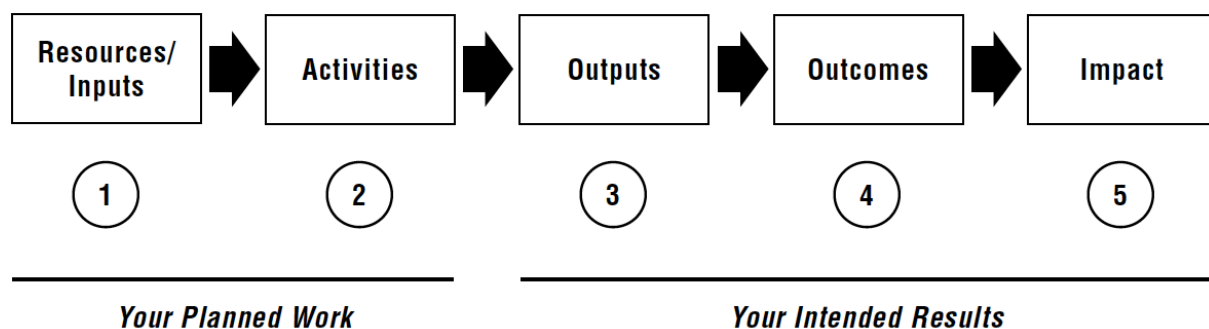 Resources/
Inputs
Activities
Outputs
Outcomes
Impact
1
2
3
4
5
Your Planned Work
Your Intended Results